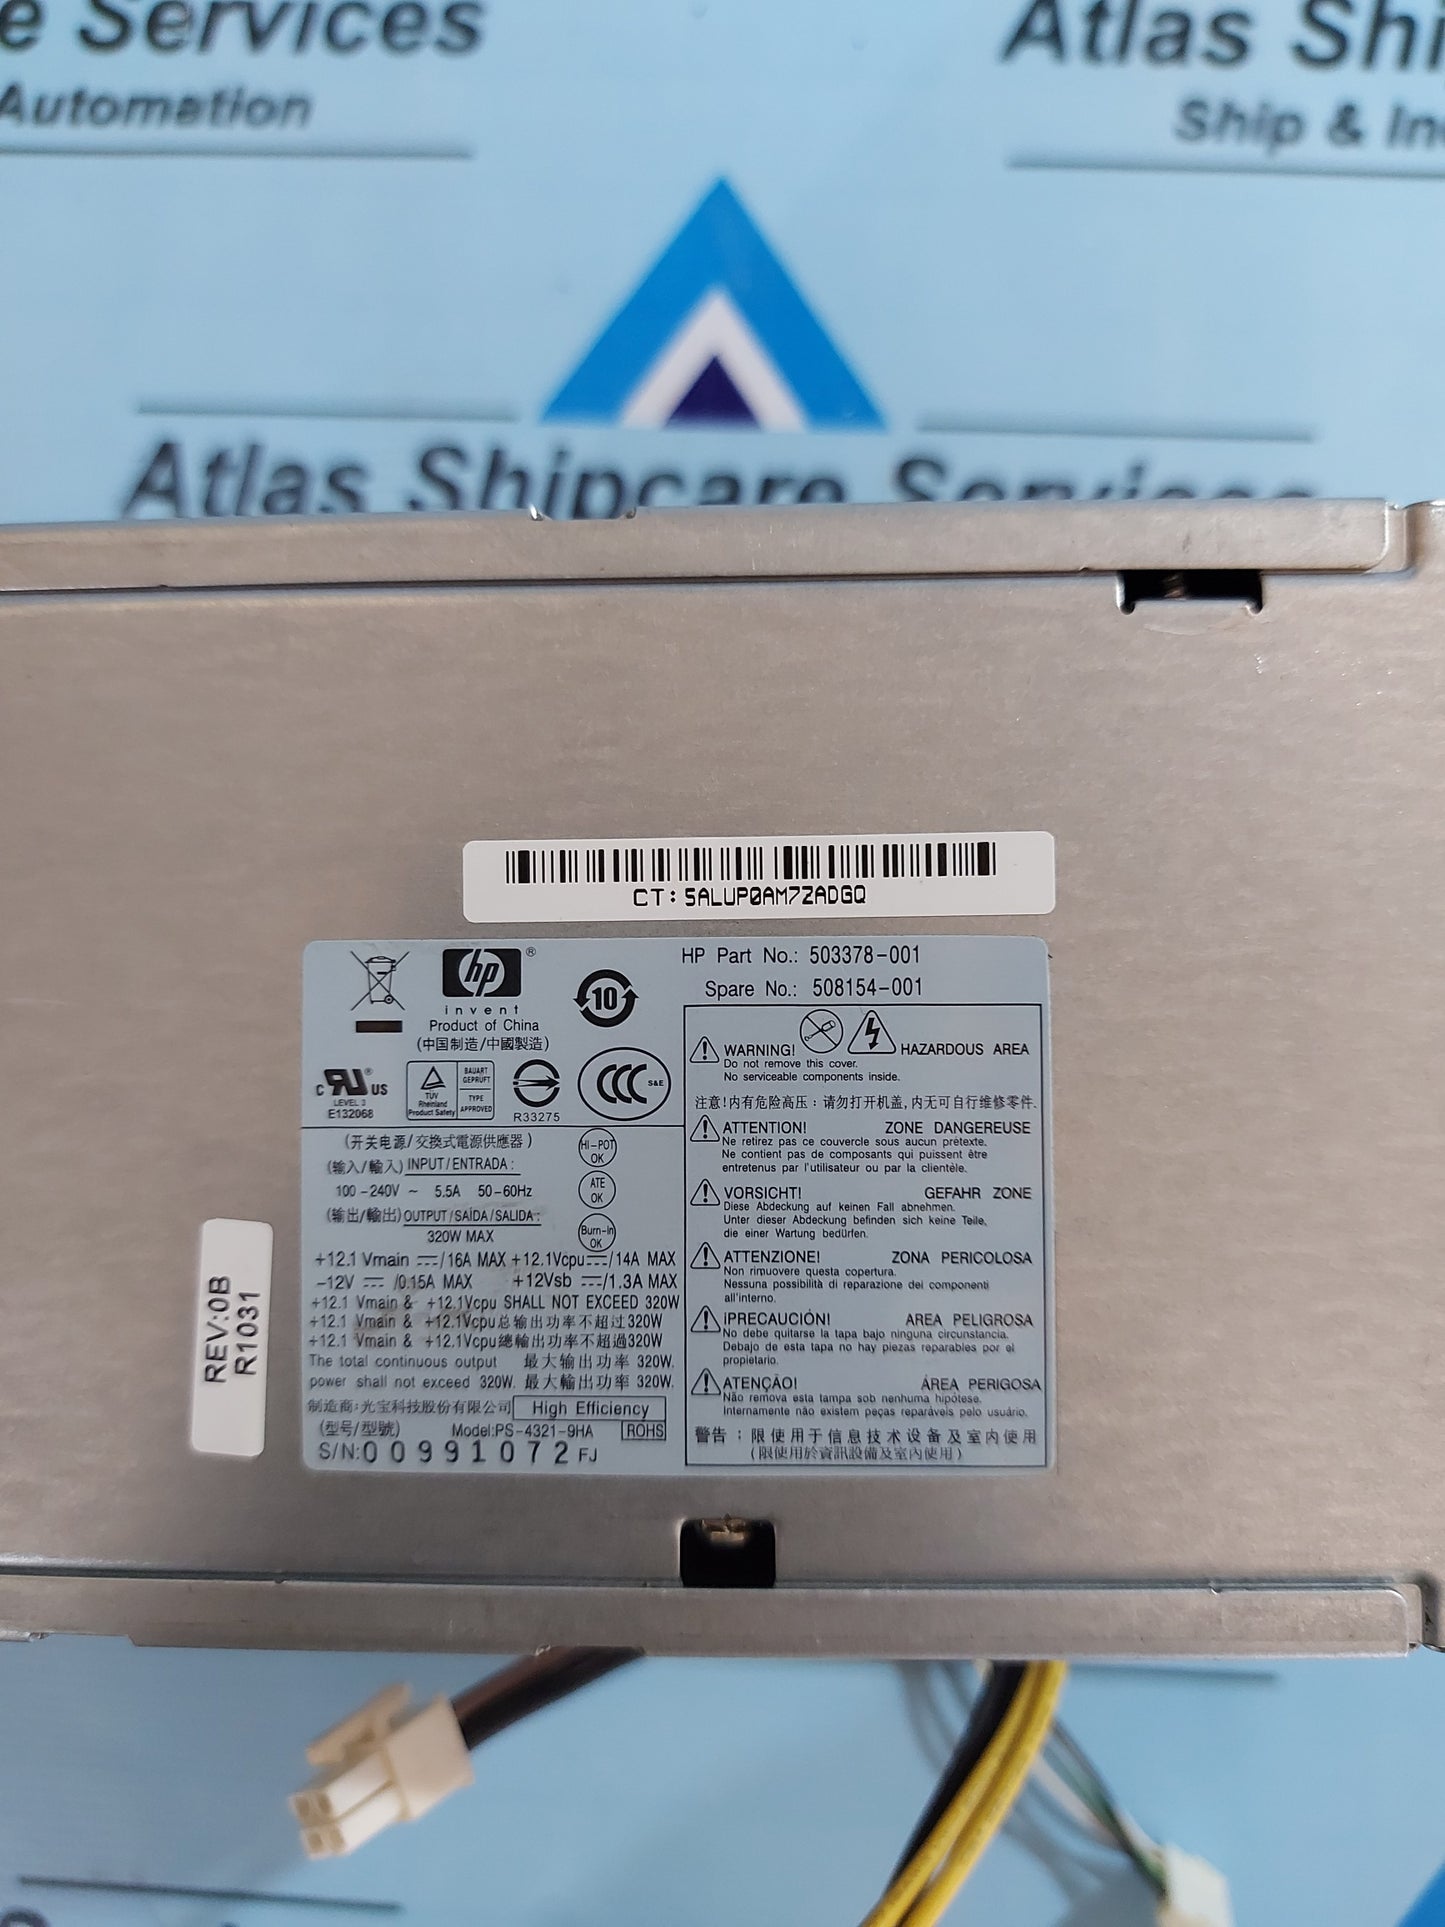 e Services
Automation
Atlas Shi
Ship & In
Atlas Shipcare Services
CT: 5ALUP0AM7ZADGQ
hp ®
invent
Product of China
(中国制造/中國製造)
10
HP Part No.: 503378-001
Spare No.: 508154-001
c RU ® US
LEVEL 3
E132068
TÜV
Rheinland
Product Safety
BAUART
GEPRUFT
TYPE
APPROVED
R33275
CCC S&E
(开关电源/交换式電源供應器)
(输入/輸入) INPUT/ENTRADA:
100-240V ~ 5.5A 50-60Hz
(输出/輸出) OUTPUT/SAÍDA/SALIDA:
320W MAX
HI-POT
OK
ATE
OK
Burn-in
OK
+12.1 Vmain ⎓/16A MAX +12.1Vcpu⎓/14A MAX
-12V ⎓ /0.15A MAX +12Vsb ⎓/1.3A MAX
+12.1 Vmain & +12.1Vcpu SHALL NOT EXCEED 320W
+12.1 Vmain & +12.1Vcpu总输出功率不超过320W
+12.1 Vmain & +12.1Vcpu總輸出功率不超過320W
The total continuous output 最大输出功率 320W.
power shall not exceed 320W. 最大輸出功率 320W.
制造商:光宝科技股份有限公司 High Efficiency
(型号/型號) Model:PS-4321-9HA ROHS
S/N:00991072 FJ
WARNING! HAZARDOUS AREA
Do not remove this cover.
No serviceable components inside.
注意!内有危险高压:请勿打开机盖,内无可自行维修零件.
ATTENTION! ZONE DANGEREUSE
Ne retirez pas ce couvercle sous aucun prétexte.
Ne contient pas de composants qui puissent être
entretenus par l'utilisateur ou par la clientèle.
VORSICHT! GEFAHR ZONE
Diese Abdeckung auf keinen Fall abnehmen.
Unter dieser Abdeckung befinden sich keine Teile,
die einer Wartung bedürfen.
ATTENZIONE! ZONA PERICOLOSA
Non rimuovere questa copertura.
Nessuna possibilità di reparazione dei componenti
all'interno.
¡PRECAUCIÓN! AREA PELIGROSA
No debe quitarse la tapa bajo ninguna circunstancia.
Debajo de esta tapa no hay piezas reparables por el
propietario.
ATENÇÃO! ÁREA PERIGOSA
Não remova esta tampa sob nenhuma hipótese.
Internamente não existem peças reparáveis pelo usuário.
警告:限使用于信息技术设备及室内使用
(限使用於資訊設備及室內使用)
REV:0B
R1031